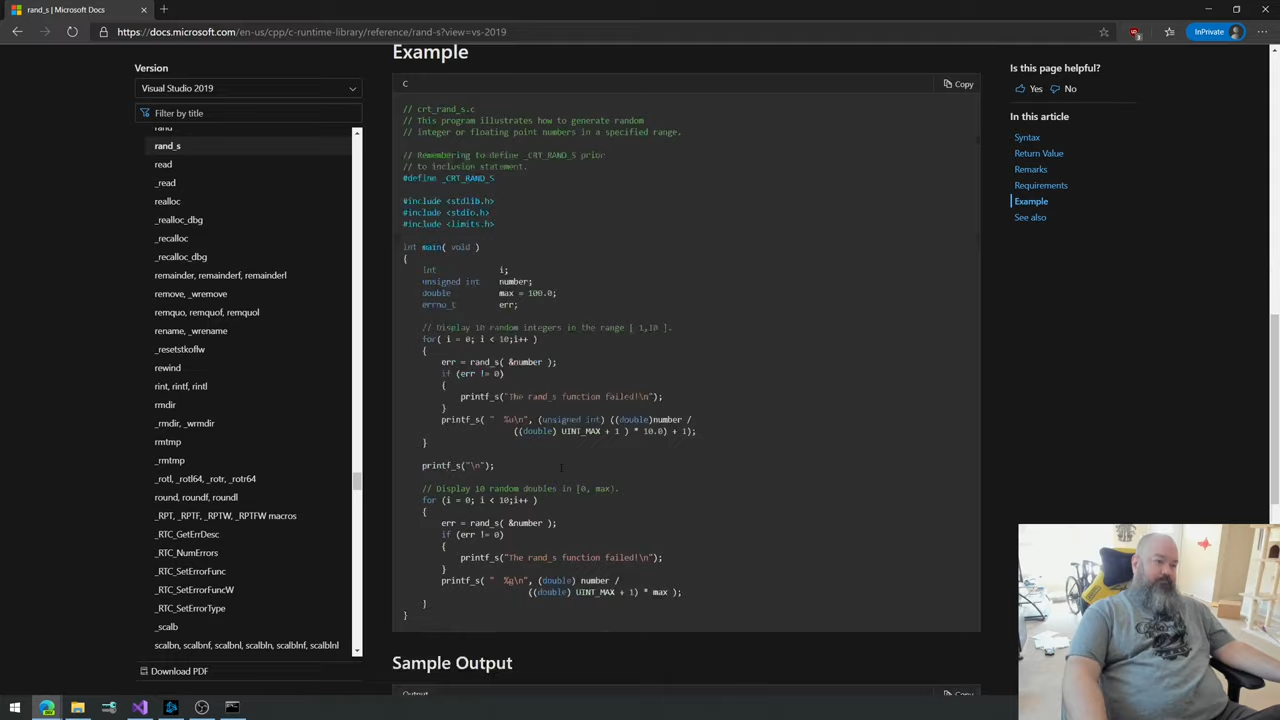 rand_s | Microsoft Docs
https://docs.microsoft.com/en-us/cpp/c-runtime-library/reference/rand-s?view=vs-2019
InPrivate
Version
Visual Studio 2019
Filter by title
rand
rand_s
read
_read
realloc
_realloc_dbg
_recalloc
_recalloc_dbg
remainder, remainderf, remainderl
remove, _wremove
remquo, remquof, remquol
rename, _wrename
_resetstkoflw
rewind
rint, rintf, rintl
rmdir
_rmdir, _wrmdir
rmtmp
_rmtmp
_rotl, _rotl64, _rotr, _rotr64
round, roundf, roundl
_RPT, _RPTF, _RPTW, _RPTFW macros
_RTC_GetErrDesc
_RTC_NumErrors
_RTC_SetErrorFunc
_RTC_SetErrorFuncW
_RTC_SetErrorType
_scalb
scalbn, scalbnf, scalbnl, scalbln, scalblnf, scalblnl
Download PDF
Example
C
Copy
// crt_rand_s.c
// This program illustrates how to generate random
// integer or floating point numbers in a specified range.
// Remembering to define _CRT_RAND_S prior
// to inclusion statement.
#define _CRT_RAND_S
#include <stdlib.h>
#include <stdio.h>
#include <limits.h>
int main( void )
{
int i;
unsigned int number;
double max = 100.0;
errno_t err;
// Display 10 random integers in the range [ 1,10 ].
for( i = 0; i < 10;i++ )
{
err = rand_s( &number );
if (err != 0)
{
printf_s("The rand_s function failed!\n");
}
printf_s( " %u\n", (unsigned int) ((double)number /
((double) UINT_MAX + 1 ) * 10.0) + 1);
}
printf_s("\n");
// Display 10 random doubles in [0, max).
for (i = 0; i < 10;i++ )
{
err = rand_s( &number );
if (err != 0)
{
printf_s("The rand_s function failed!\n");
}
printf_s( " %g\n", (double) number /
((double) UINT_MAX + 1) * max );
}
}
Sample Output
Output
Copy
Is this page helpful?
Yes
No
In this article
Syntax
Return Value
Remarks
Requirements
Example
See also